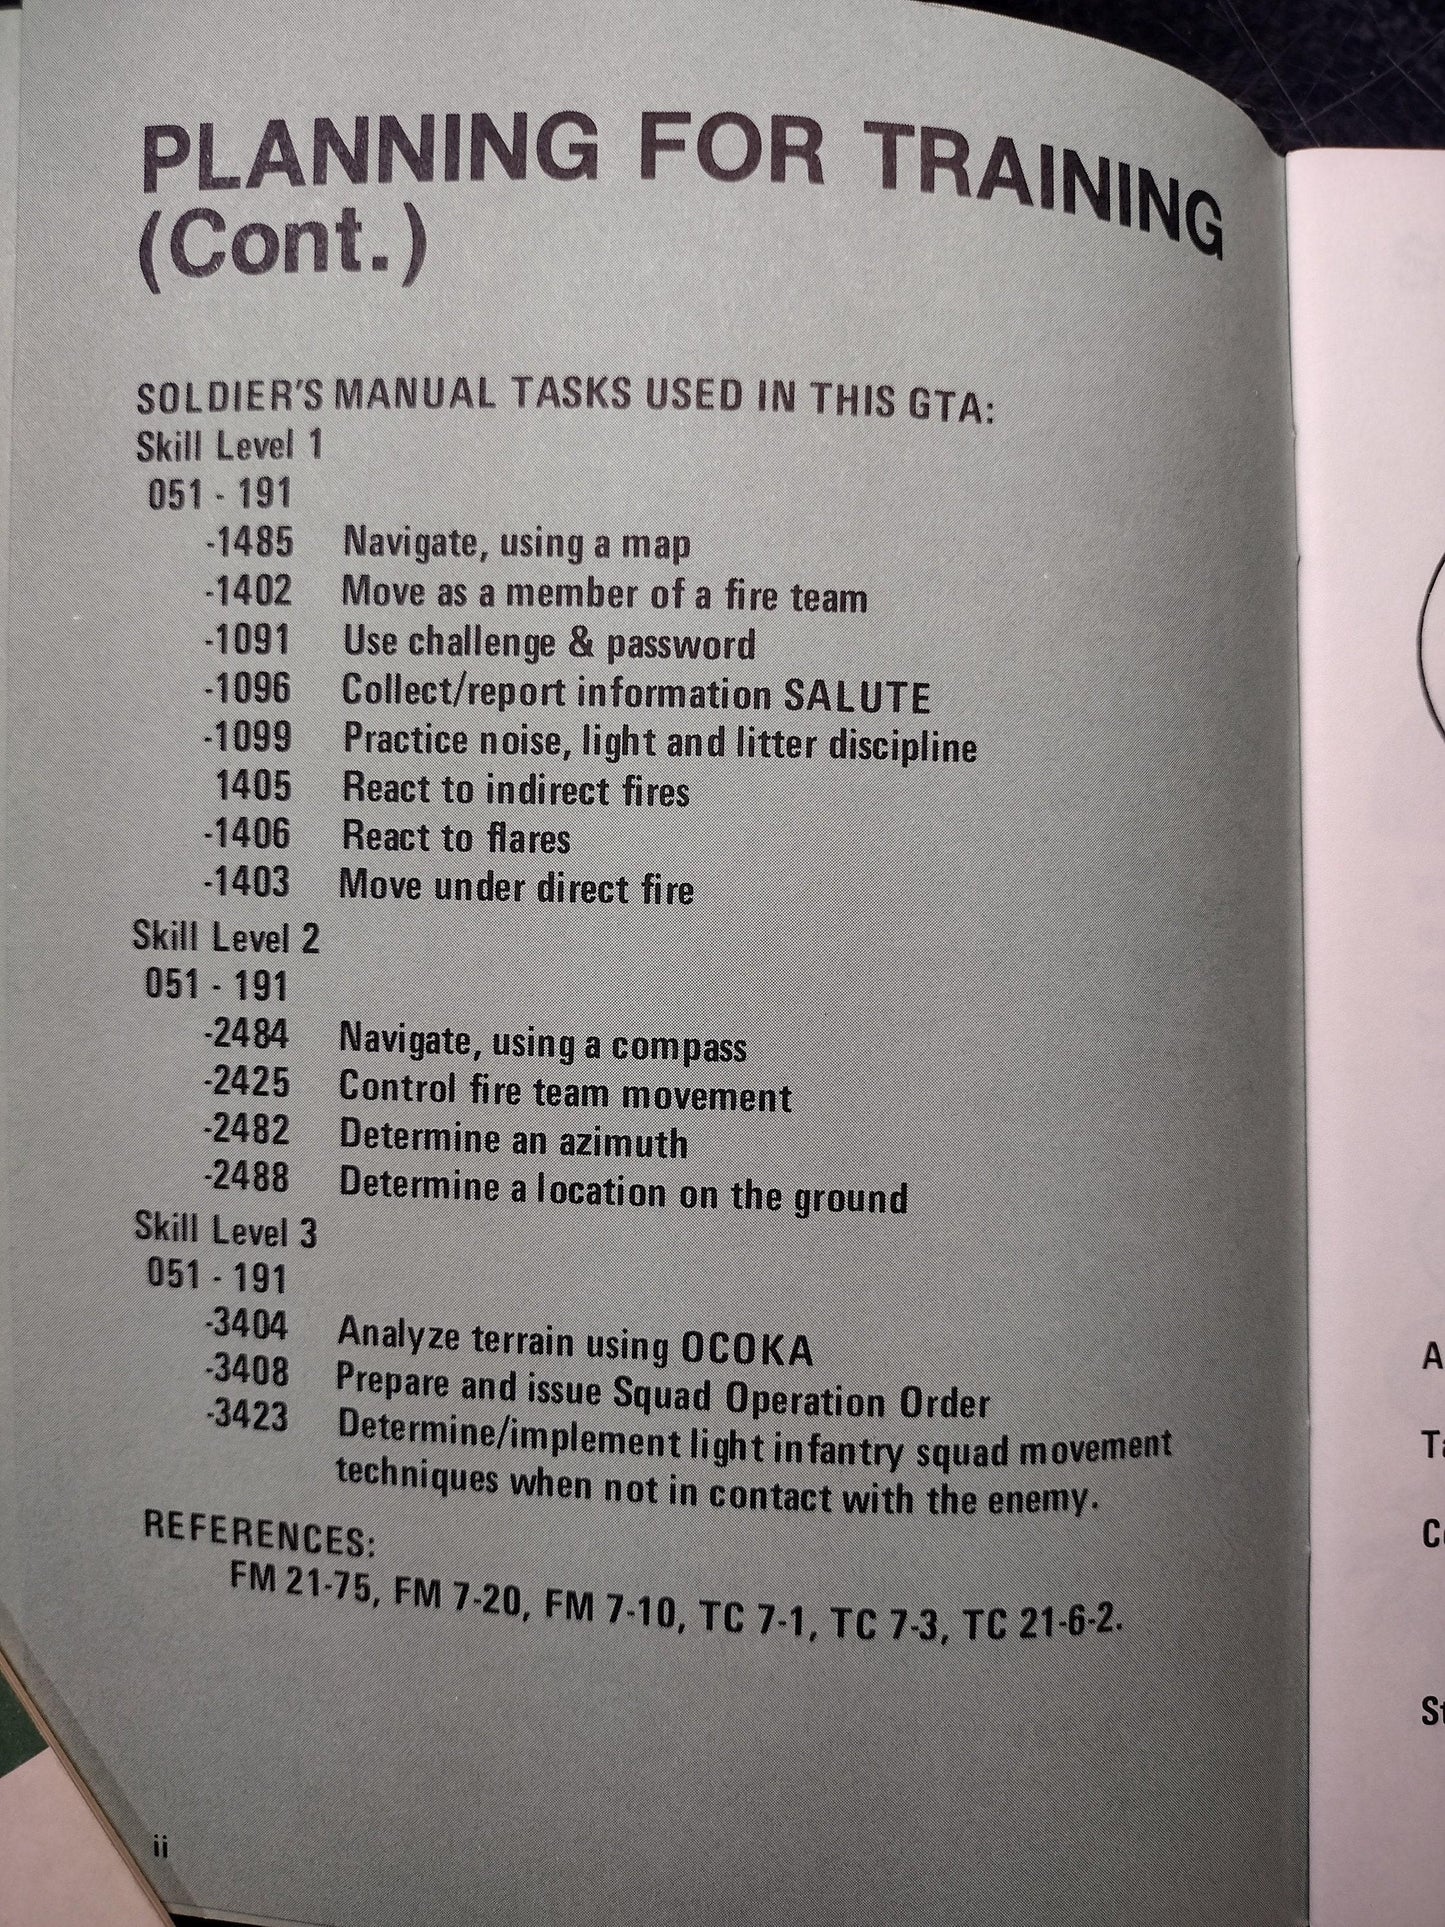 PLANNING FOR TRAINING
(Cont.)
SOLDIER'S MANUAL TASKS USED IN THIS GTA:
Skill Level 1
051 - 191
-1485 Navigate, using a map
-1402 Move as a member of a fire team
-1091 Use challenge & password
-1096 Collect/report information SALUTE
-1099 Practice noise, light and litter discipline
1405 React to indirect fires
-1406 React to flares
-1403 Move under direct fire
Skill Level 2
051 - 191
-2484 Navigate, using a compass
-2425 Control fire team movement
-2482 Determine an azimuth
-2488 Determine a location on the ground
Skill Level 3
051 - 191
-3404 Analyze terrain using OCOKA
-3408 Prepare and issue Squad Operation Order
-3423 Determine/implement light infantry squad movement
techniques when not in contact with the enemy.
REFERENCES:
FM 21-75, FM 7-20, FM 7-10, TC 7-1, TC 7-3, TC 21-6-2.
ii